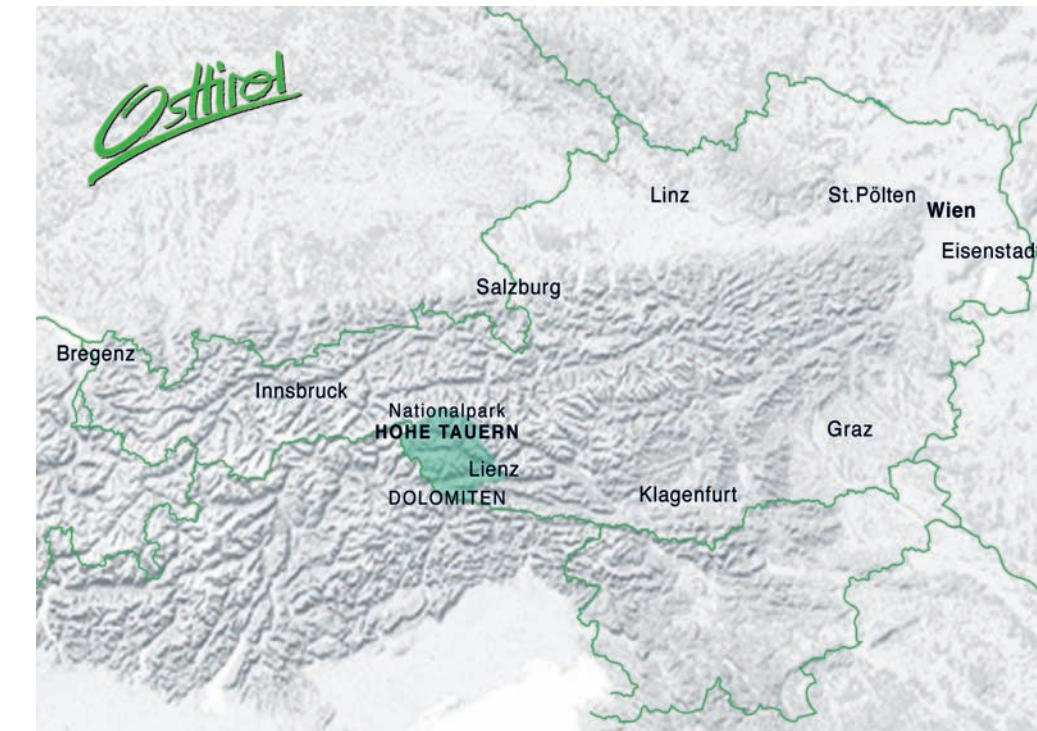 Osttirol
Linz
St.Pölten
Wien
Eisenstadt
Salzburg
Bregenz
Innsbruck
Nationalpark
HOHE TAUERN
Graz
Lienz
DOLOMITEN
Klagenfurt